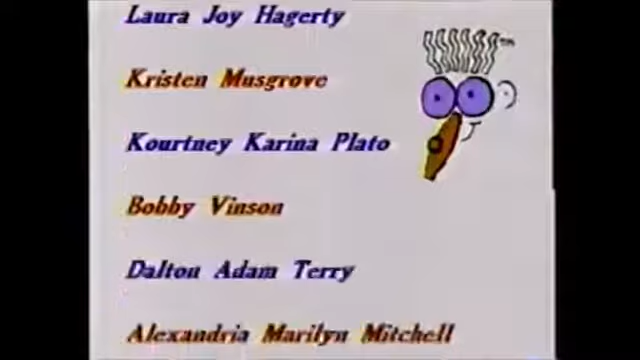 Laura Joy Hagerty
Kristen Musgrove
Kourtney Karina Plato
Bobby Vinson
Dalton Adam Terry
Alexandria Marilyn Mitchell